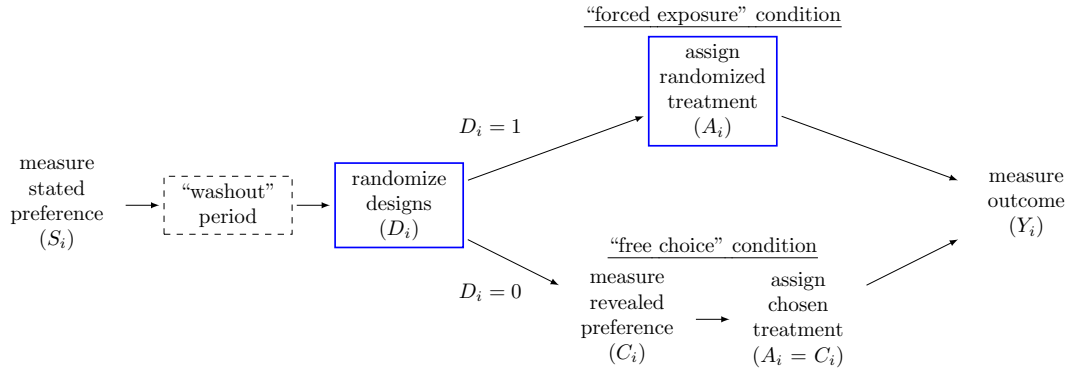 “forced exposure” condition
assign
randomized
treatment
(A_i)
D_i = 1
measure
stated
preference
(S_i)
“washout”
period
randomize
designs
(D_i)
measure
outcome
(Y_i)
“free choice” condition
D_i = 0
measure
revealed
preference
(C_i)
assign
chosen
treatment
(A_i = C_i)